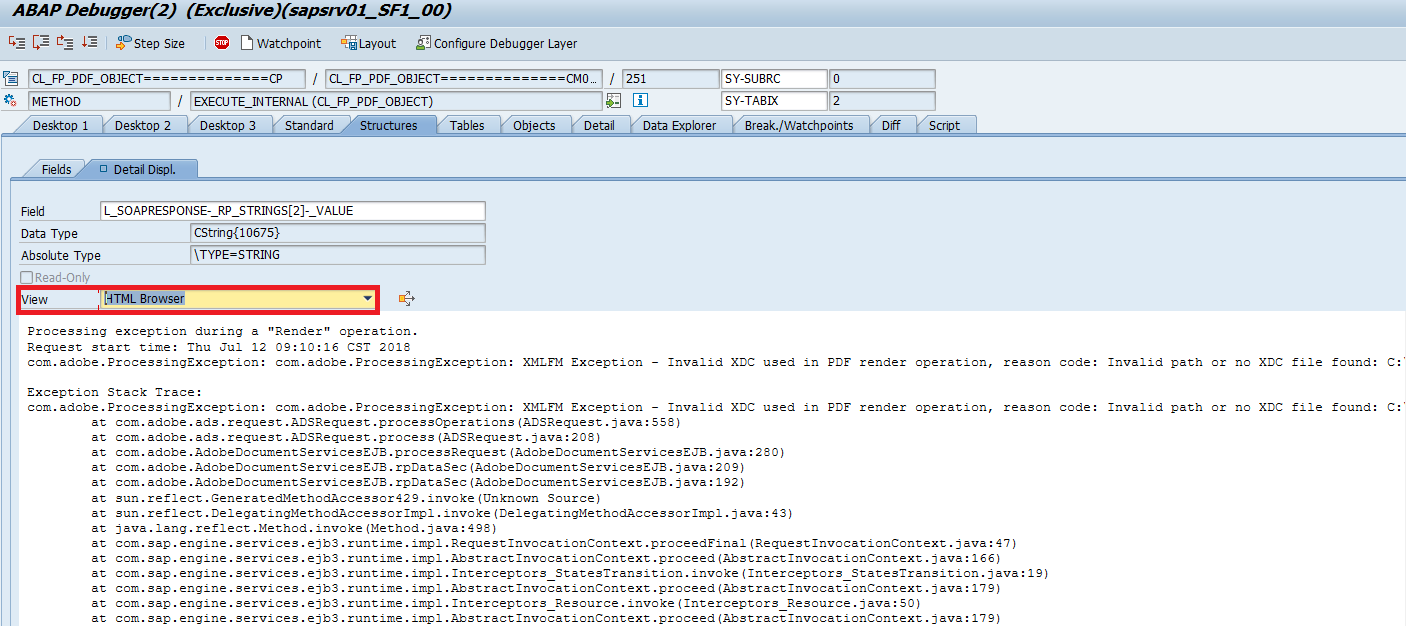 ABAP Debugger(2) (Exclusive)(sapsrv01_SF1_00)
Step Size STOP Watchpoint Layout Configure Debugger Layer
CL_FP_PDF_OBJECT==============CP / CL_FP_PDF_OBJECT==============CM0... / 251 SY-SUBRC 0
METHOD / EXECUTE_INTERNAL (CL_FP_PDF_OBJECT) SY-TABIX 2
Desktop 1 Desktop 2 Desktop 3 Standard Structures Tables Objects Detail Data Explorer Break./Watchpoints Diff Script
Fields Detail Displ.
Field L_SOAPRESPONSE-_RP_STRINGS[2]-_VALUE
Data Type CString{10675}
Absolute Type \TYPE=STRING
Read-Only
View HTML Browser
Processing exception during a "Render" operation.
Request start time: Thu Jul 12 09:10:16 CST 2018
com.adobe.ProcessingException: com.adobe.ProcessingException: XMLFM Exception - Invalid XDC used in PDF render operation, reason code: Invalid path or no XDC file found: C:\
Exception Stack Trace:
com.adobe.ProcessingException: com.adobe.ProcessingException: XMLFM Exception - Invalid XDC used in PDF render operation, reason code: Invalid path or no XDC file found: C:\
at com.adobe.ads.request.ADSRequest.processOperations(ADSRequest.java:558)
at com.adobe.ads.request.ADSRequest.process(ADSRequest.java:208)
at com.adobe.AdobeDocumentServicesEJB.processRequest(AdobeDocumentServicesEJB.java:280)
at com.adobe.AdobeDocumentServicesEJB.rpDataSec(AdobeDocumentServicesEJB.java:209)
at com.adobe.AdobeDocumentServicesEJB.rpDataSec(AdobeDocumentServicesEJB.java:192)
at sun.reflect.GeneratedMethodAccessor429.invoke(Unknown Source)
at sun.reflect.DelegatingMethodAccessorImpl.invoke(DelegatingMethodAccessorImpl.java:43)
at java.lang.reflect.Method.invoke(Method.java:498)
at com.sap.engine.services.ejb3.runtime.impl.RequestInvocationContext.proceedFinal(RequestInvocationContext.java:47)
at com.sap.engine.services.ejb3.runtime.impl.AbstractInvocationContext.proceed(AbstractInvocationContext.java:166)
at com.sap.engine.services.ejb3.runtime.impl.Interceptors_StatesTransition.invoke(Interceptors_StatesTransition.java:19)
at com.sap.engine.services.ejb3.runtime.impl.AbstractInvocationContext.proceed(AbstractInvocationContext.java:179)
at com.sap.engine.services.ejb3.runtime.impl.Interceptors_Resource.invoke(Interceptors_Resource.java:50)
at com.sap.engine.services.ejb3.runtime.impl.AbstractInvocationContext.proceed(AbstractInvocationContext.java:179)